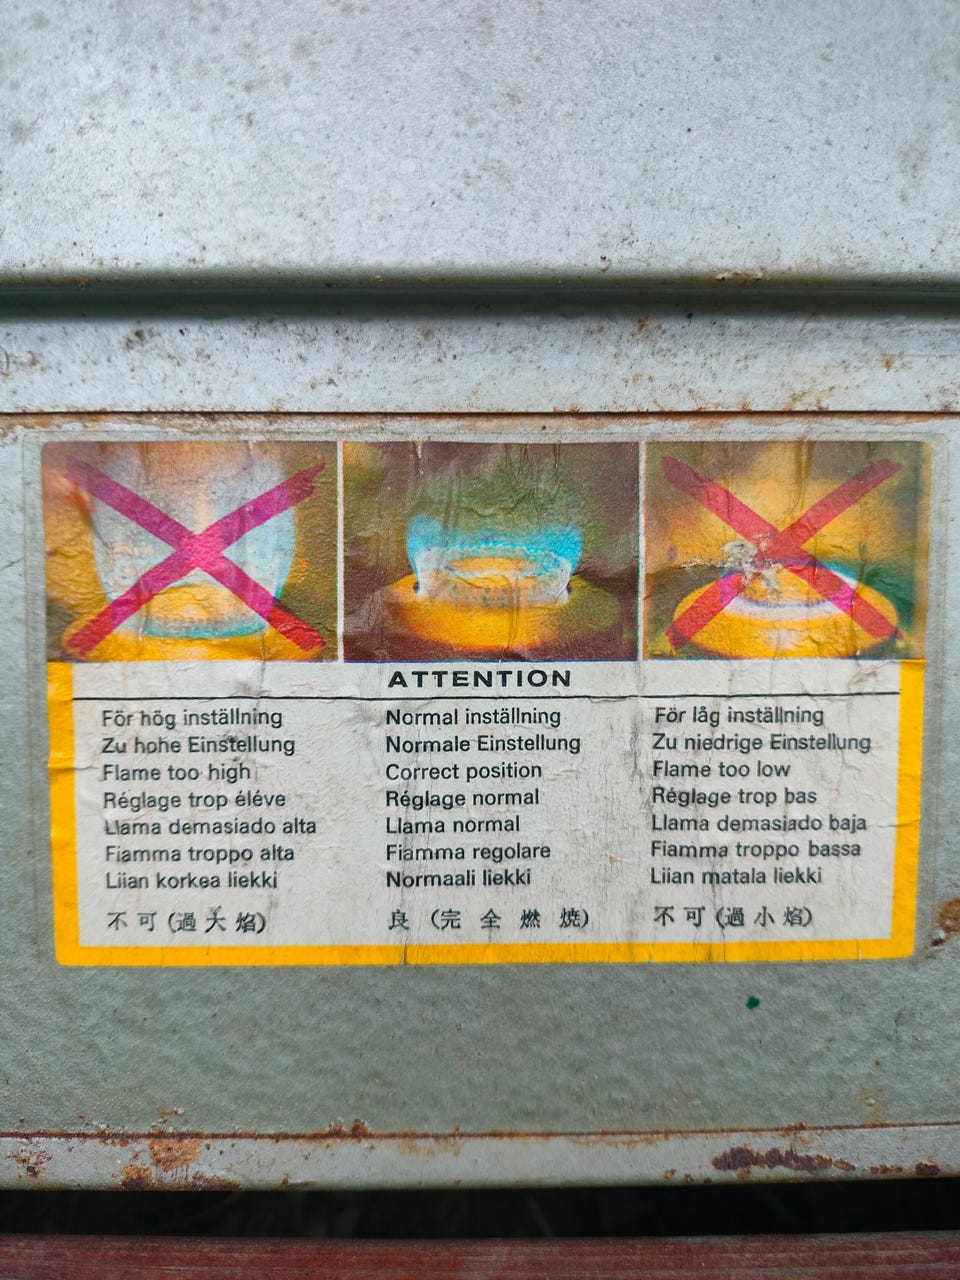 ATTENTION
För hög inställning
Zu hohe Einstellung
Flame too high
Réglage trop éléve
Llama demasiado alta
Fiamma troppo alta
Liian korkea liekki
不可(過大焰)
Normal inställning
Normale Einstellung
Correct position
Réglage normal
Llama normal
Fiamma regolare
Normaali liekki
良(完全燃燒)
För låg inställning
Zu niedrige Einstellung
Flame too low
Réglage trop bas
Llama demasiado baja
Fiamma troppo bassa
Liian matala liekki
不可(過小焰)